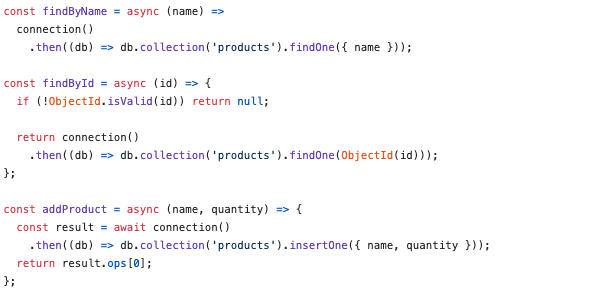 const findByName = async (name) =>
  connection()
    .then((db) => db.collection('products').findOne({ name }));

const findById = async (id) => {
  if (!ObjectId.isValid(id)) return null;

  return connection()
    .then((db) => db.collection('products').findOne(ObjectId(id)));
};

const addProduct = async (name, quantity) => {
  const result = await connection()
    .then((db) => db.collection('products').insertOne({ name, quantity }));
  return result.ops[0];
};